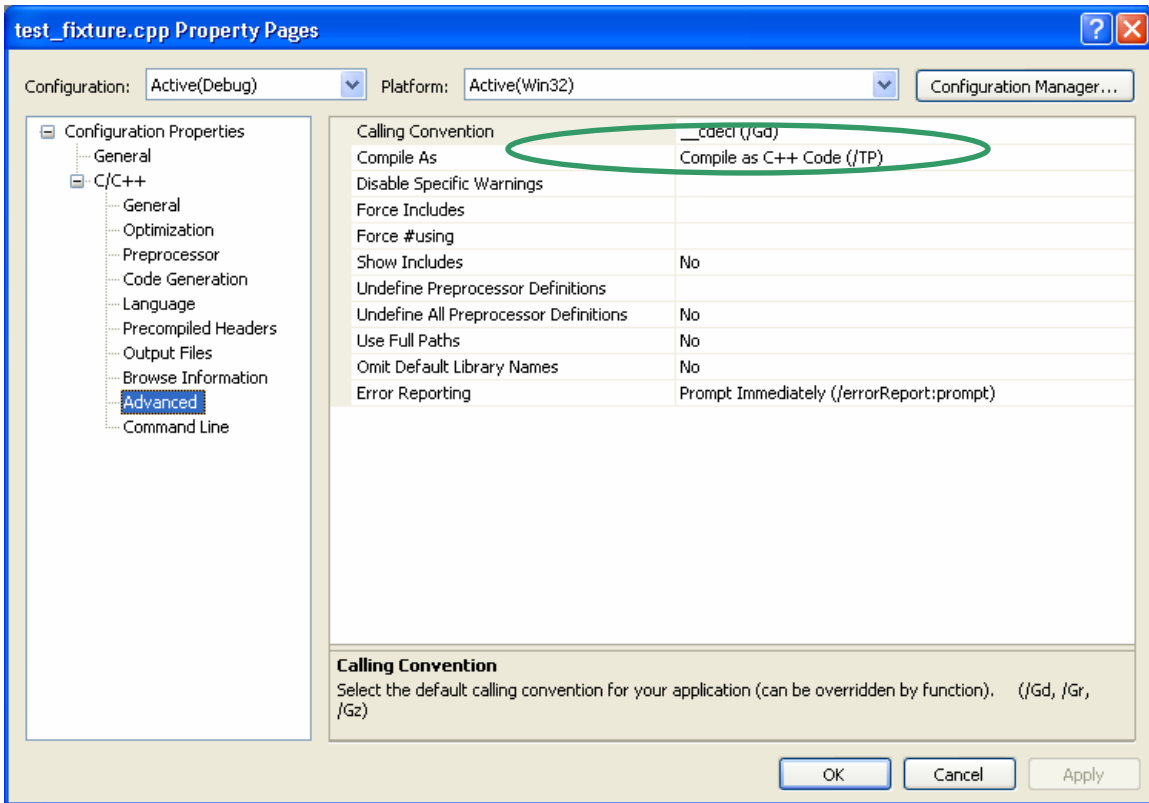 test_fixture.cpp Property Pages
Configuration: Active(Debug) Platform: Active(Win32) Configuration Manager...
Configuration Properties
General
C/C++
General
Optimization
Preprocessor
Code Generation
Language
Precompiled Headers
Output Files
Browse Information
Advanced
Command Line
Calling Convention __cdecl (/Gd)
Compile As Compile as C++ Code (/TP)
Disable Specific Warnings
Force Includes
Force #using
Show Includes No
Undefine Preprocessor Definitions
Undefine All Preprocessor Definitions No
Use Full Paths No
Omit Default Library Names No
Error Reporting Prompt Immediately (/errorReport:prompt)
Calling Convention
Select the default calling convention for your application (can be overridden by function). (/Gd, /Gr,
/Gz)
OK Cancel Apply